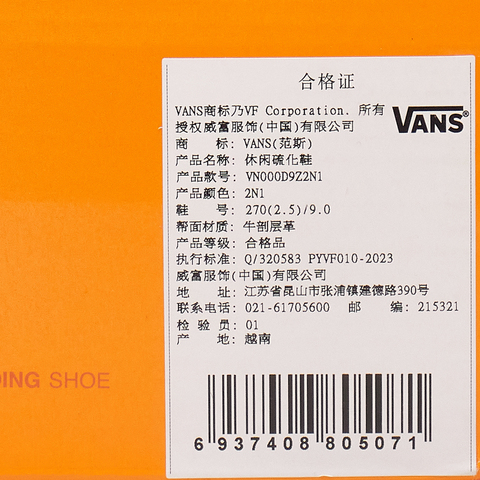 合格证
VANS商标乃VF Corporation. 所有
授权威富服饰(中国)有限公司
VANS®
商 标: VANS(范斯)
产品名称: 休闲硫化鞋
产品款号: VN000D9Z2N1
产品颜色: 2N1
鞋 号: 270(2.5)/9.0
帮面材质: 牛剖层革
产品等级: 合格品
执行标准: Q/320583 PYVF010-2023
威富服饰(中国)有限公司
地 址: 江苏省昆山市张浦镇建德路390号
联系电话: 021-61705600 邮 编: 215321
检 验 员: 01
产 地: 越南
DING SHOE
6 937408 805071